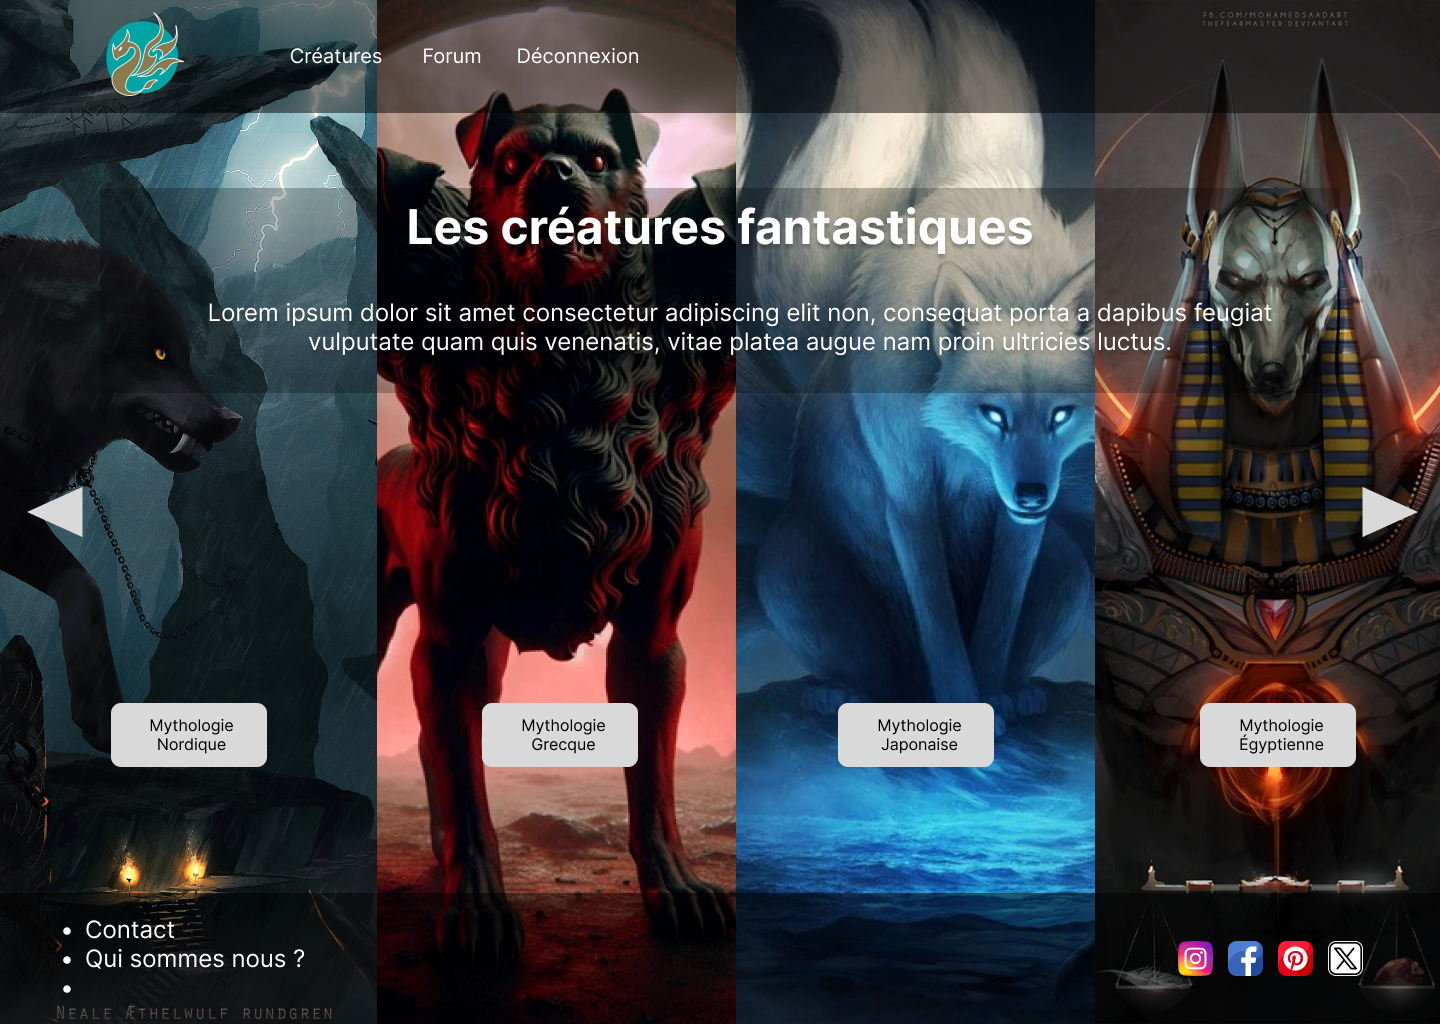 FB.COM/MOHAMEDSAADART
THEFEARMASTER.DEVIANTART
Créatures Forum Déconnexion
Les créatures fantastiques
Lorem ipsum dolor sit amet consectetur adipiscing elit non, consequat porta a dapibus feugiat
vulputate quam quis venenatis, vitae platea augue nam proin ultricies luctus.
Mythologie
Nordique
Mythologie
Grecque
Mythologie
Japonaise
Mythologie
Égyptienne
• Contact
• Qui sommes nous ?
•
NEALE ÆTHELWULF RUNDGREN